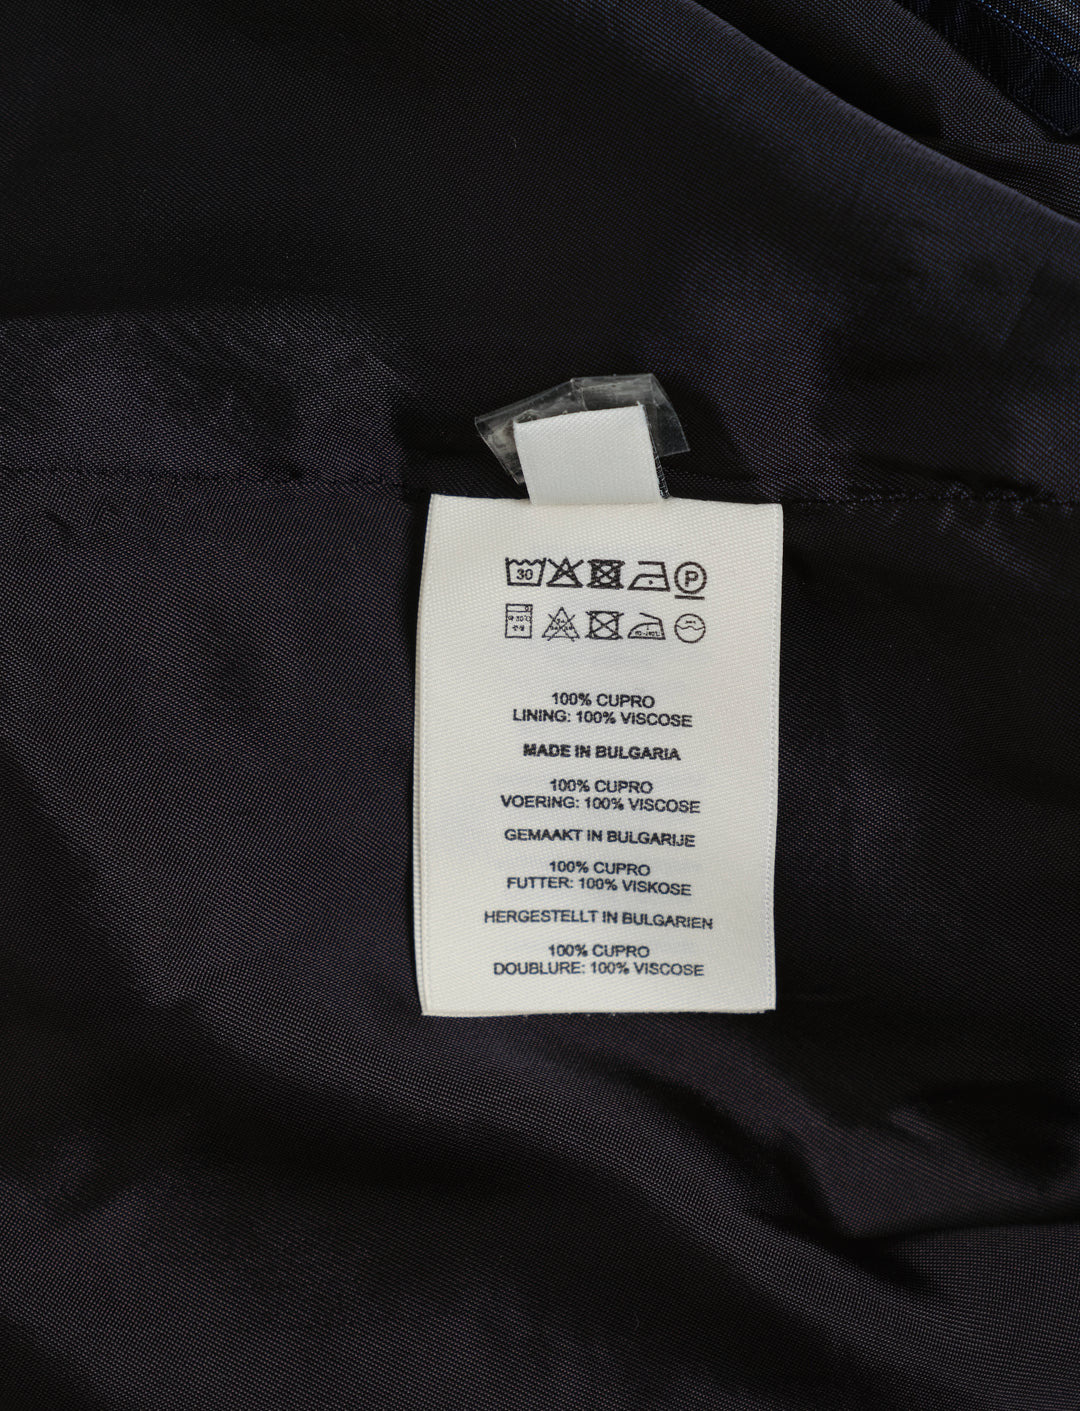 30 P
100% CUPRO
LINING: 100% VISCOSE
MADE IN BULGARIA
100% CUPRO
VOERING: 100% VISCOSE
GEMAAKT IN BULGARIJE
100% CUPRO
FUTTER: 100% VISKOSE
HERGESTELLT IN BULGARIEN
100% CUPRO
DOUBLURE: 100% VISCOSE